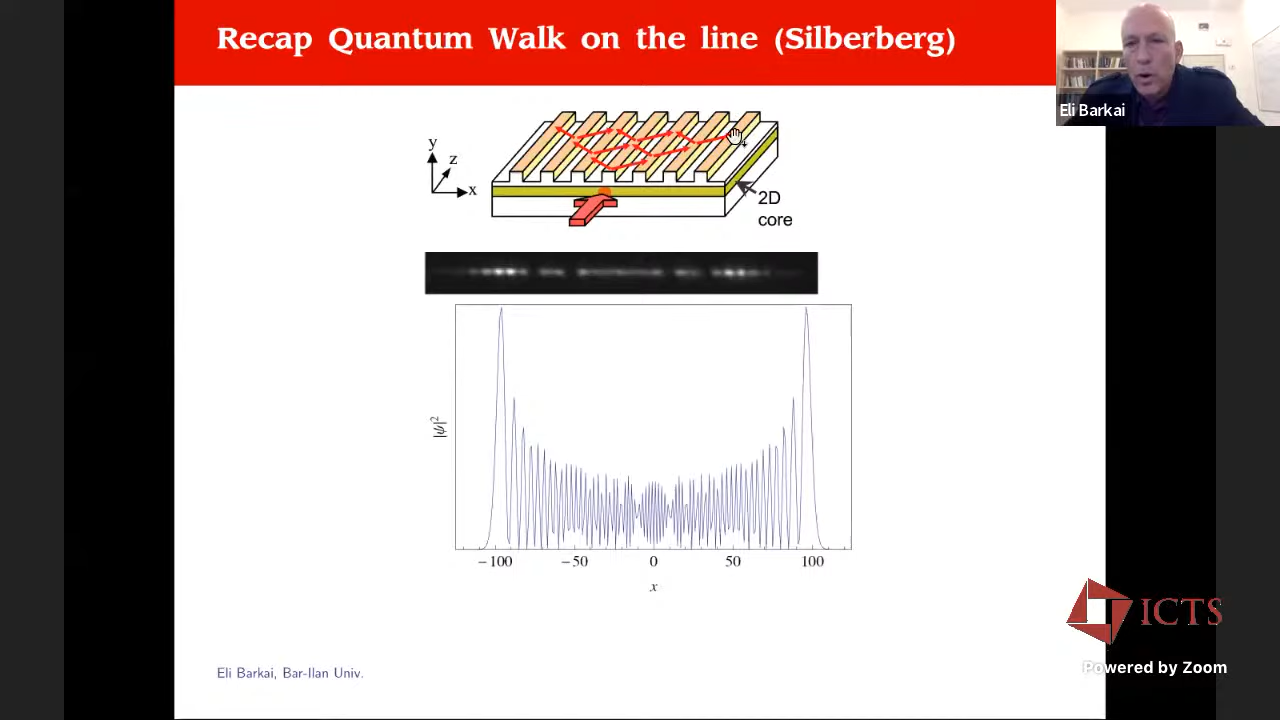 Recap Quantum Walk on the line (Silberberg)
Eli Barkai
y
z
x
2D
core
|ψ|²
−100 −50 0 50 100
x
ICTS
Powered by Zoom
Eli Barkai, Bar-Ilan Univ.